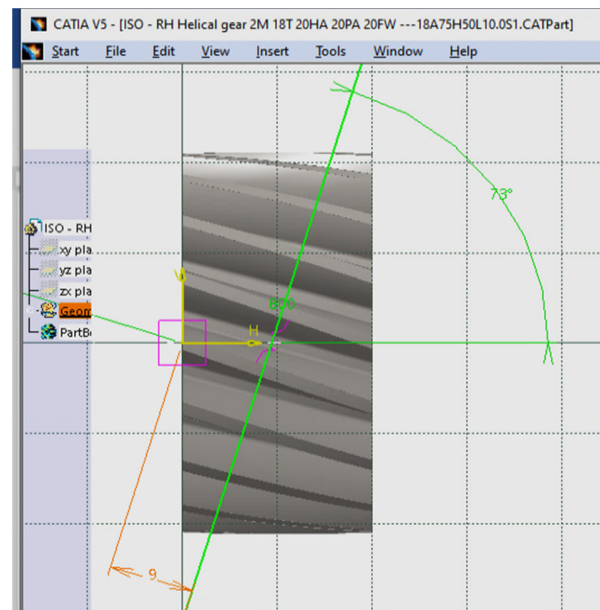 CATIA V5 - [ISO - RH Helical gear 2M 18T 20HA 20PA 20FW ---18A75H50L10.0S1.CATPart]
Start File Edit View Insert Tools Window Help
73°
ISO - RH
xy pla
yz pla
zx pla
Geom
PartBo
V
H
9